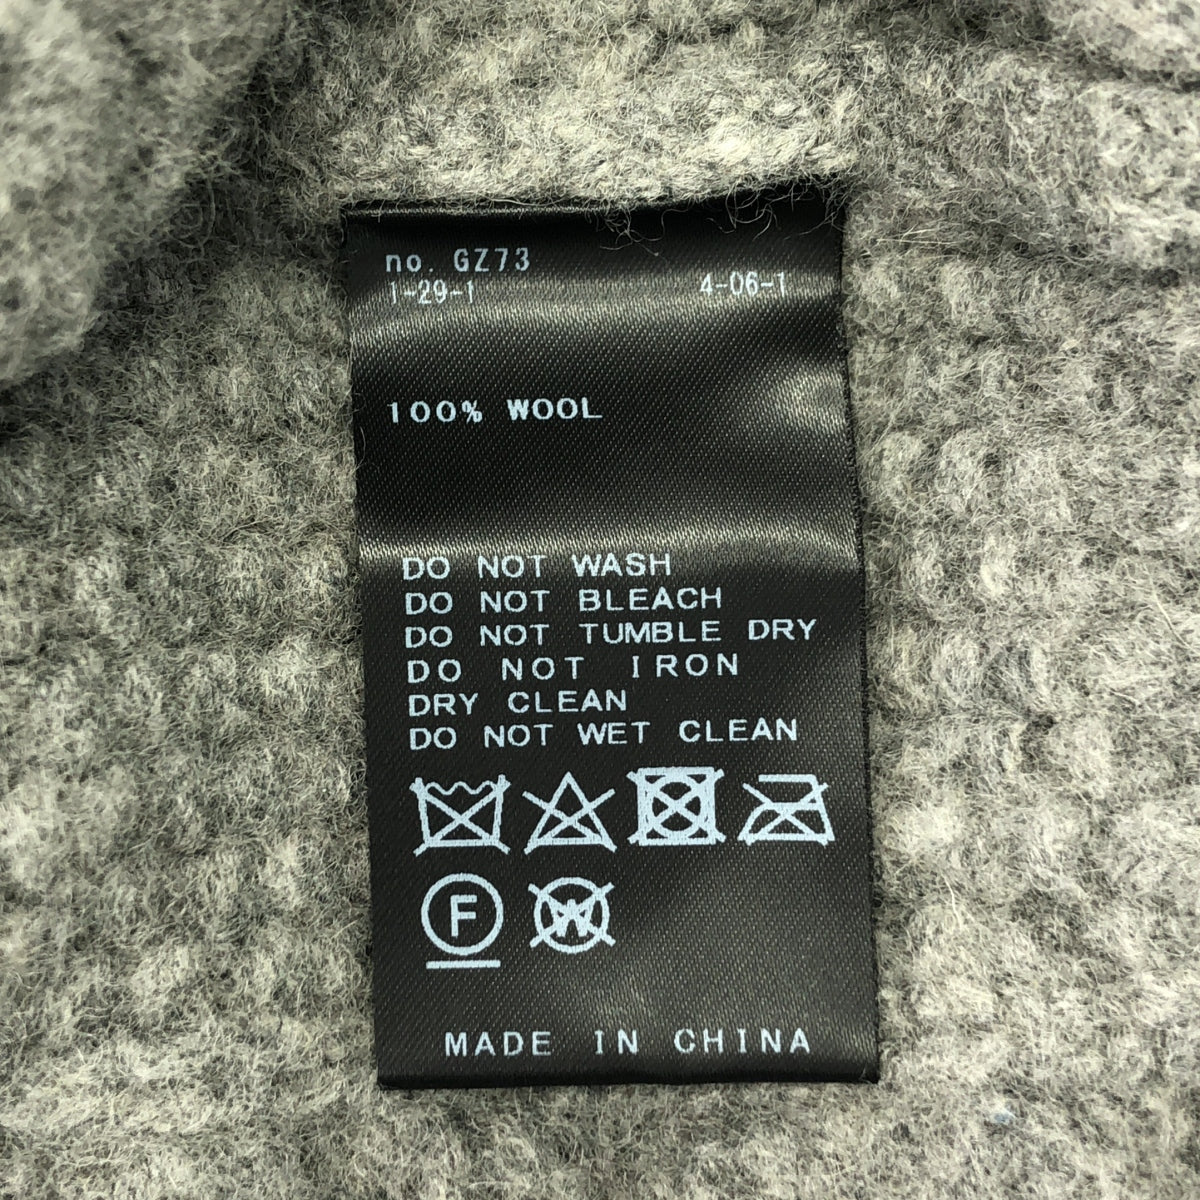 no. GZ73
1-29-1 4-06-1
100% WOOL
DO NOT WASH
DO NOT BLEACH
DO NOT TUMBLE DRY
DO NOT IRON
DRY CLEAN
DO NOT WET CLEAN
F W
MADE IN CHINA